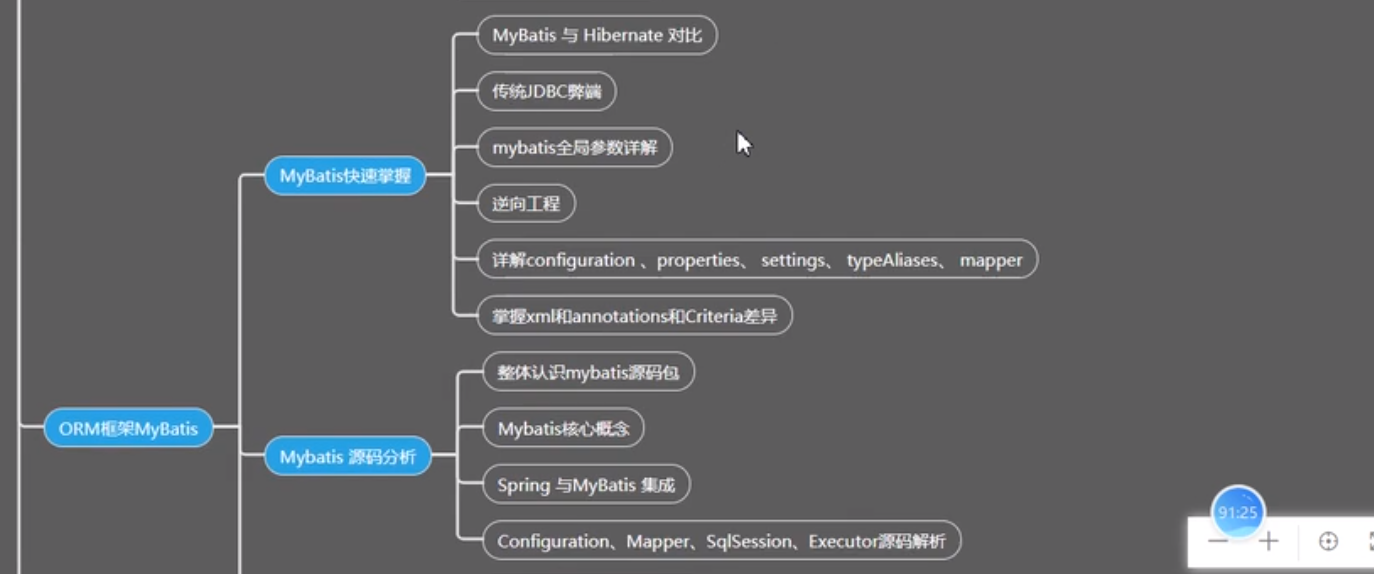 MyBatis 与 Hibernate 对比
传统JDBC弊端
mybatis全局参数详解
MyBatis快速掌握
逆向工程
详解configuration 、properties、 settings、 typeAliases、 mapper
掌握xml和annotations和Criteria差异
整体认识mybatis源码包
ORM框架MyBatis
Mybatis核心概念
Mybatis 源码分析
Spring 与MyBatis 集成
Configuration、Mapper、SqlSession、Executor源码解析
91:25